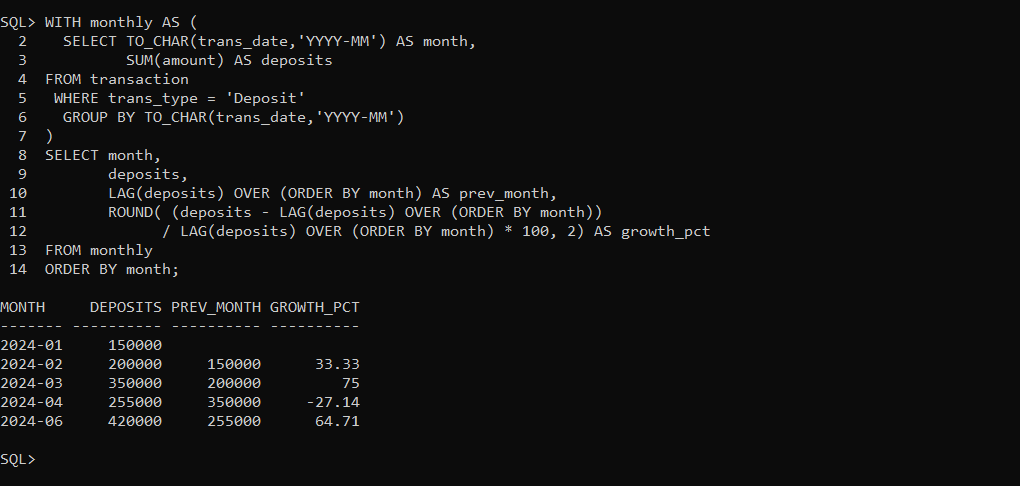 SQL> WITH monthly AS (
  2    SELECT TO_CHAR(trans_date,'YYYY-MM') AS month,
  3           SUM(amount) AS deposits
  4  FROM transaction
  5   WHERE trans_type = 'Deposit'
  6    GROUP BY TO_CHAR(trans_date,'YYYY-MM')
  7  )
  8  SELECT month,
  9         deposits,
 10         LAG(deposits) OVER (ORDER BY month) AS prev_month,
 11         ROUND( (deposits - LAG(deposits) OVER (ORDER BY month))
 12               / LAG(deposits) OVER (ORDER BY month) * 100, 2) AS growth_pct
 13  FROM monthly
 14  ORDER BY month;
MONTH     DEPOSITS PREV_MONTH GROWTH_PCT
------- ---------- ---------- ----------
2024-01     150000
2024-02     200000     150000      33.33
2024-03     350000     200000         75
2024-04     255000     350000     -27.14
2024-06     420000     255000      64.71
SQL>